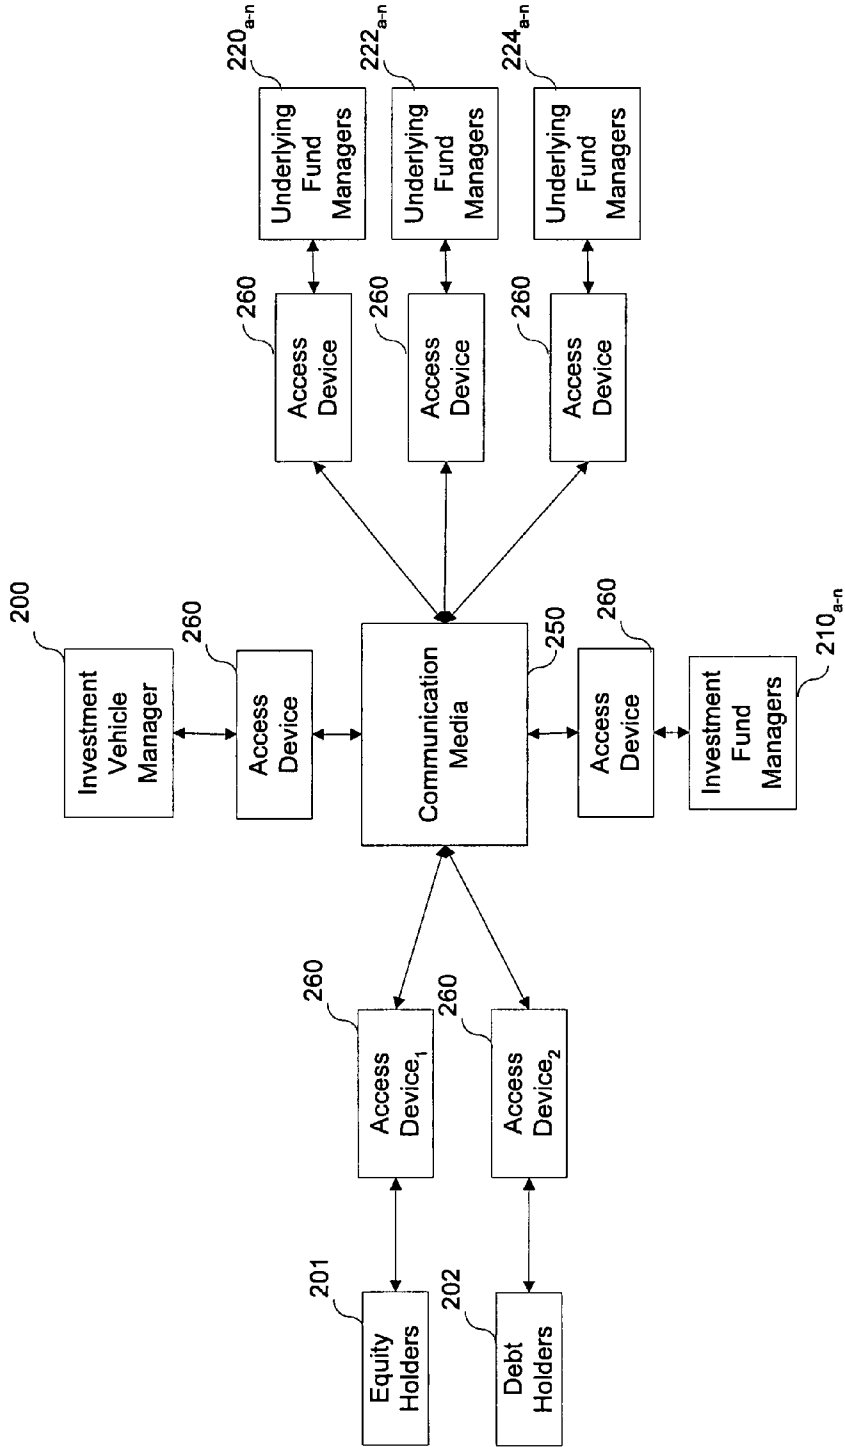 200
Investment
Vehicle
Manager
260
Access
Device
201
Equity
Holders
260
Access
Device1
202
Debt
Holders
260
Access
Device2
Communication
Media
250
260
Access
Device
220a-n
Underlying
Fund
Managers
260
Access
Device
222a-n
Underlying
Fund
Managers
260
Access
Device
224a-n
Underlying
Fund
Managers
260
Access
Device
Investment
Fund
Managers
210a-n